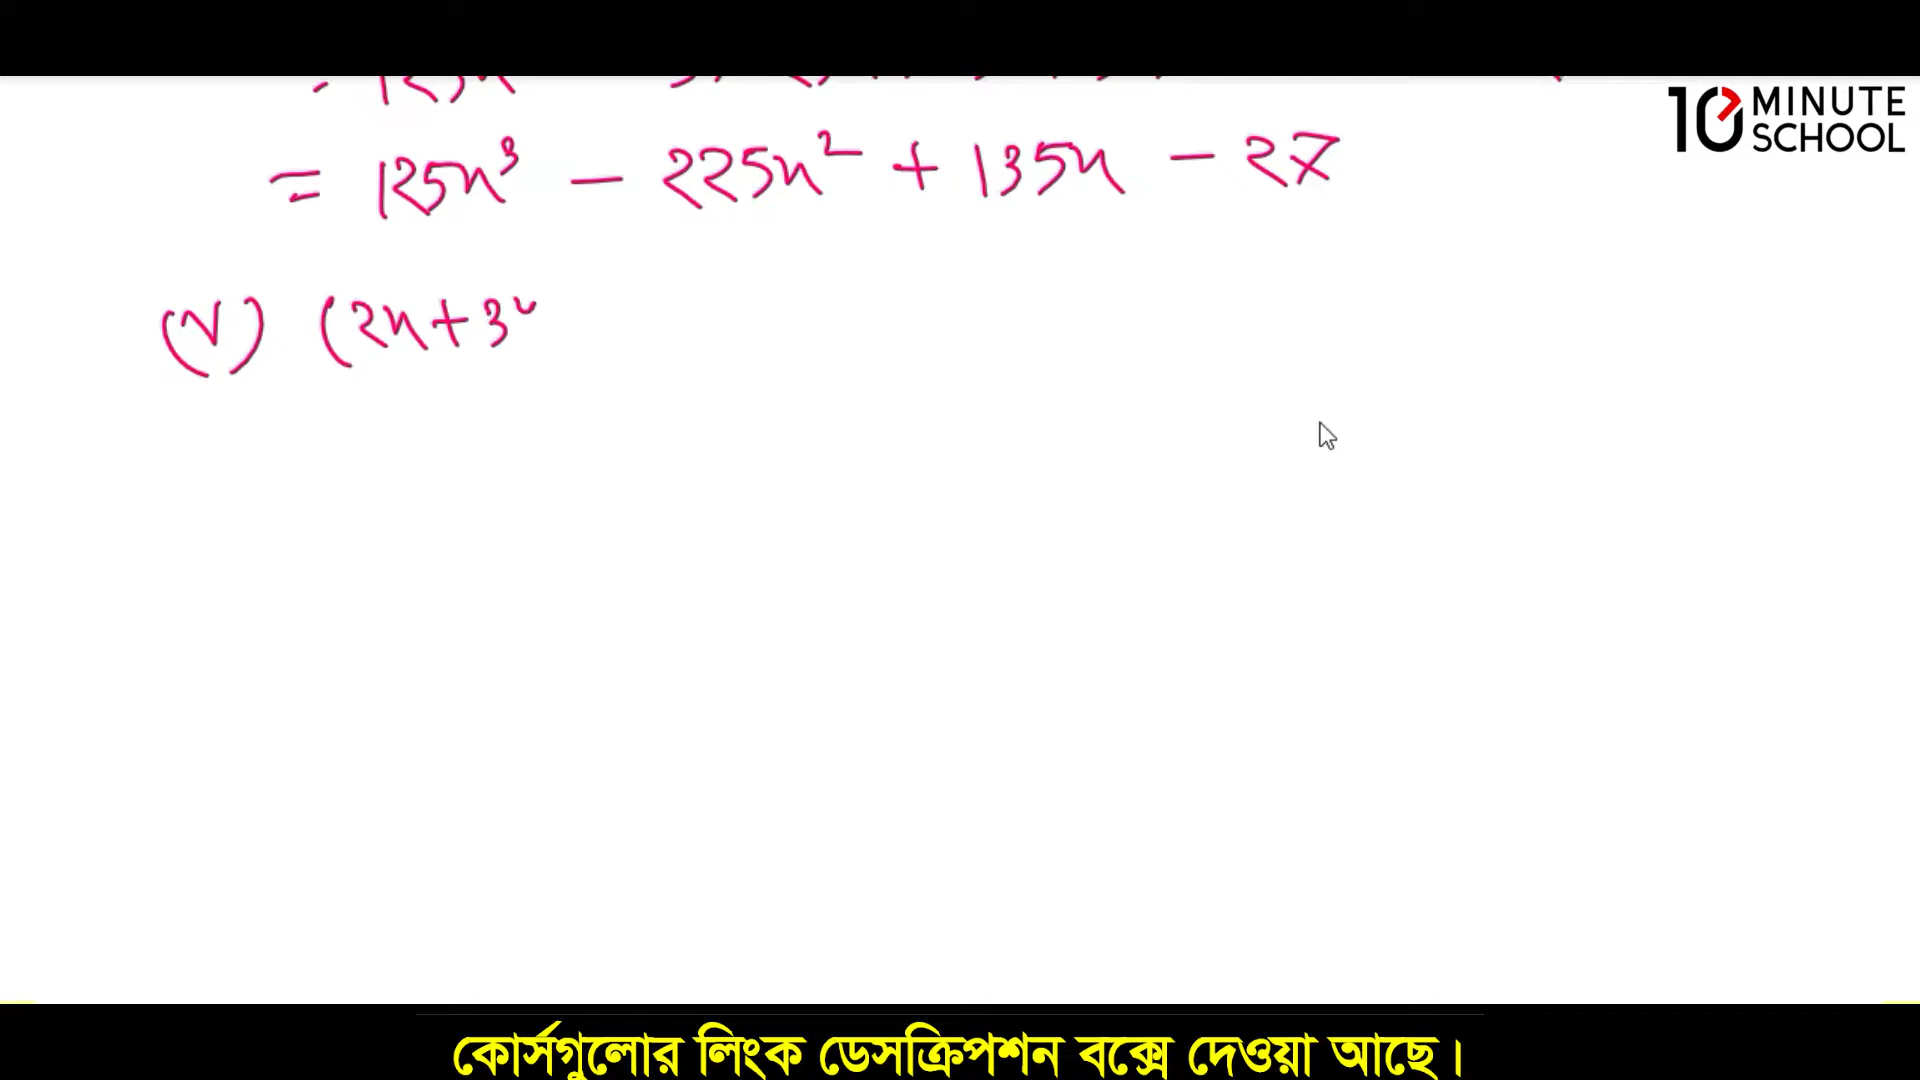 10 MINUTE SCHOOL
= 125x³ − 225x² + 135x − 27
(V) (2x+3
কোর্সগুলোর লিংক ডেসক্রিপশন বক্সে দেওয়া আছে।